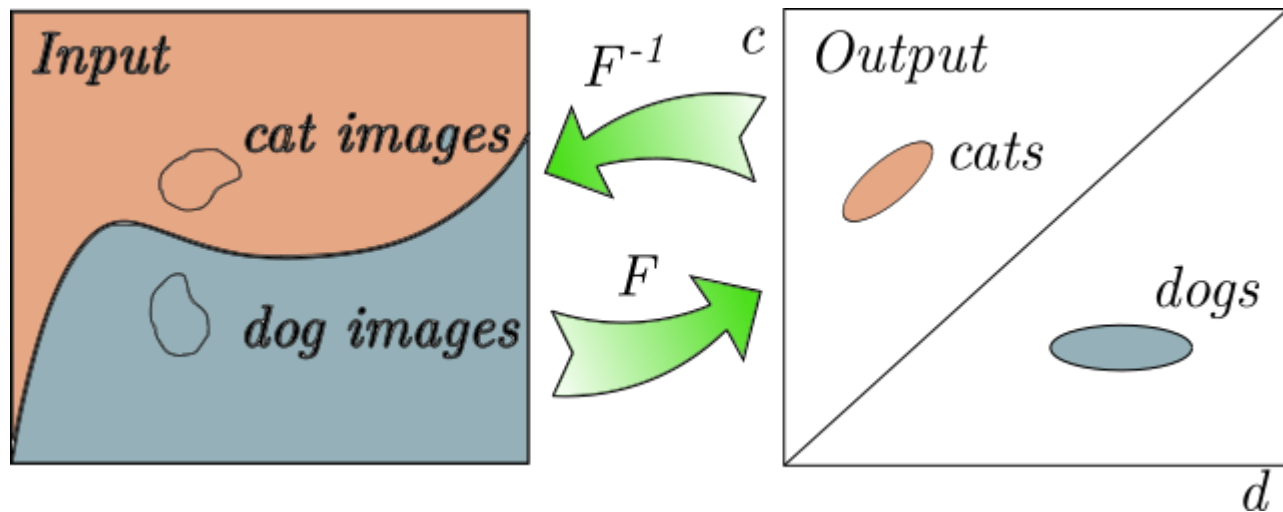 Input
cat images
dog images
F⁻¹
F
c
Output
cats
dogs
d